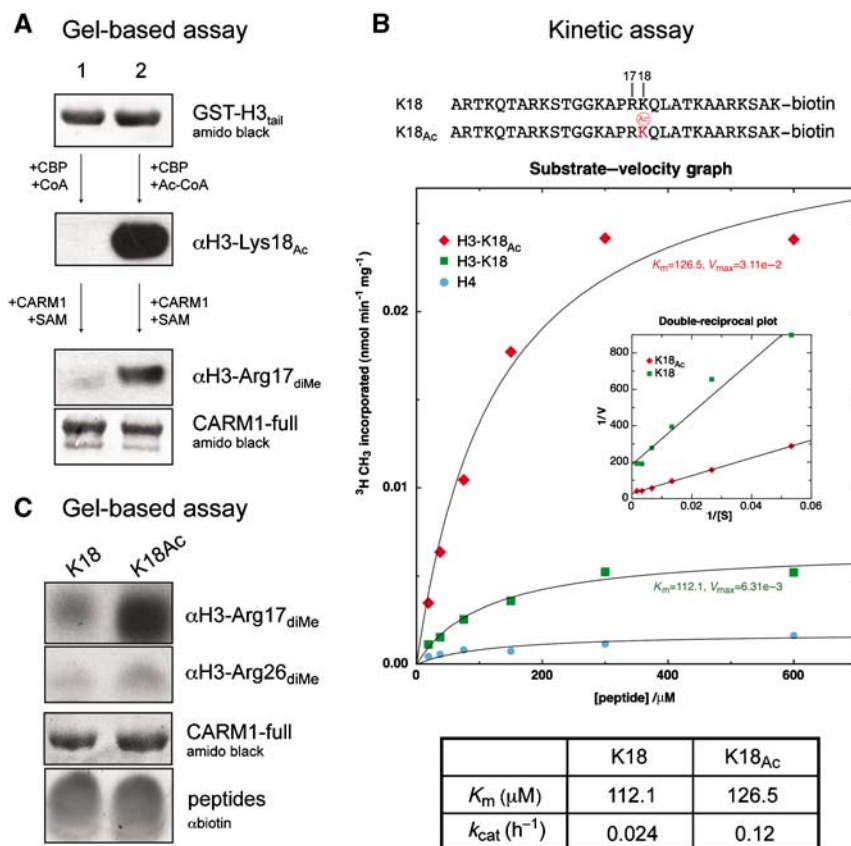 A Gel-based assay
1 2
GST-H3tail
amido black
+CBP
+CoA
+CBP
+Ac-CoA
αH3-Lys18Ac
+CARM1
+SAM
+CARM1
+SAM
αH3-Arg17diMe
CARM1-full
amido black
C Gel-based assay
K18 K18Ac
αH3-Arg17diMe
αH3-Arg26diMe
CARM1-full
amido black
peptides
αbiotin
B Kinetic assay
17 18
K18 ARTKQTARKSTGGKAPRKQLATKAARKSAK–biotin
Ac
K18Ac ARTKQTARKSTGGKAPRKQLATKAARKSAK–biotin
Substrate–velocity graph
H3-K18Ac
H3-K18
H4
Km=126.5, Vmax=3.11e−2
Km=112.1, Vmax=6.31e−3
³H CH₃ incorporated (nmol min⁻¹ mg⁻¹)
0.02
0.01
0.00
0 200 400 600
[peptide] /μM
Double-reciprocal plot
K18Ac
K18
1/V
800
600
400
200
0
0 0.02 0.04 0.06
1/[S]
K18 K18Ac
Km (μM) 112.1 126.5
kcat (h⁻¹) 0.024 0.12